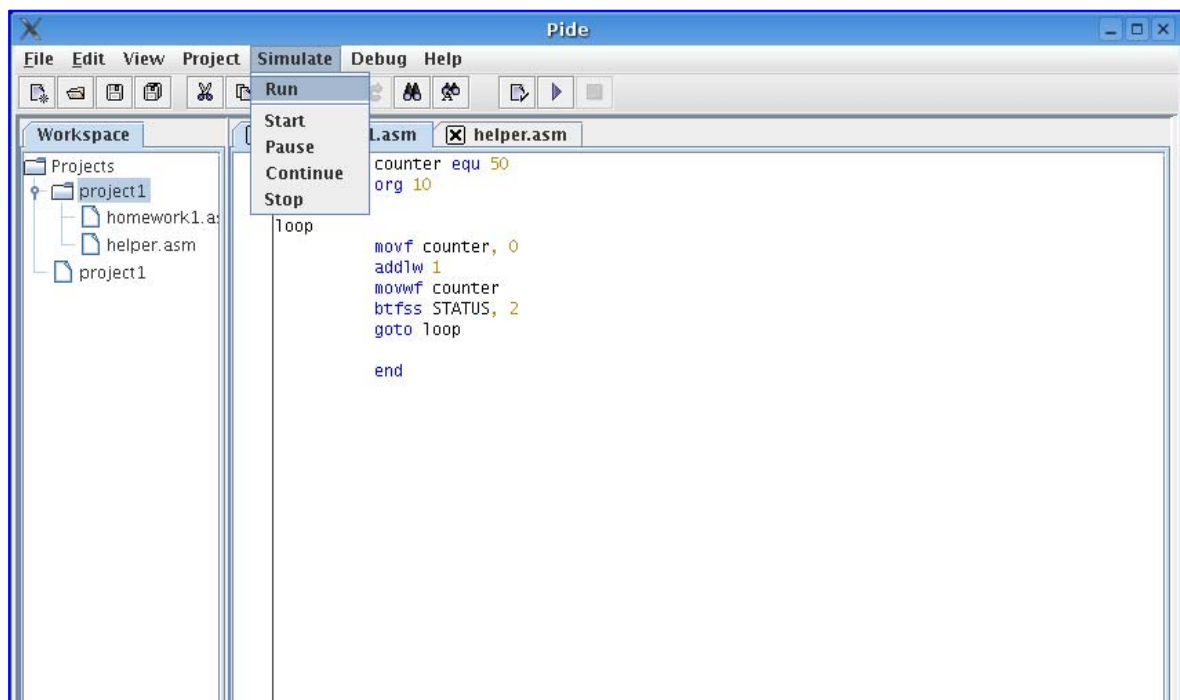 Pide
File Edit View Project Simulate Debug Help
Run
Start
Pause
Continue
Stop
Workspace
Projects
project1
homework1.a
helper.asm
project1
.asm helper.asm
counter equ 50
org 10
loop
movf counter, 0
addlw 1
movwf counter
btfss STATUS, 2
goto loop
end